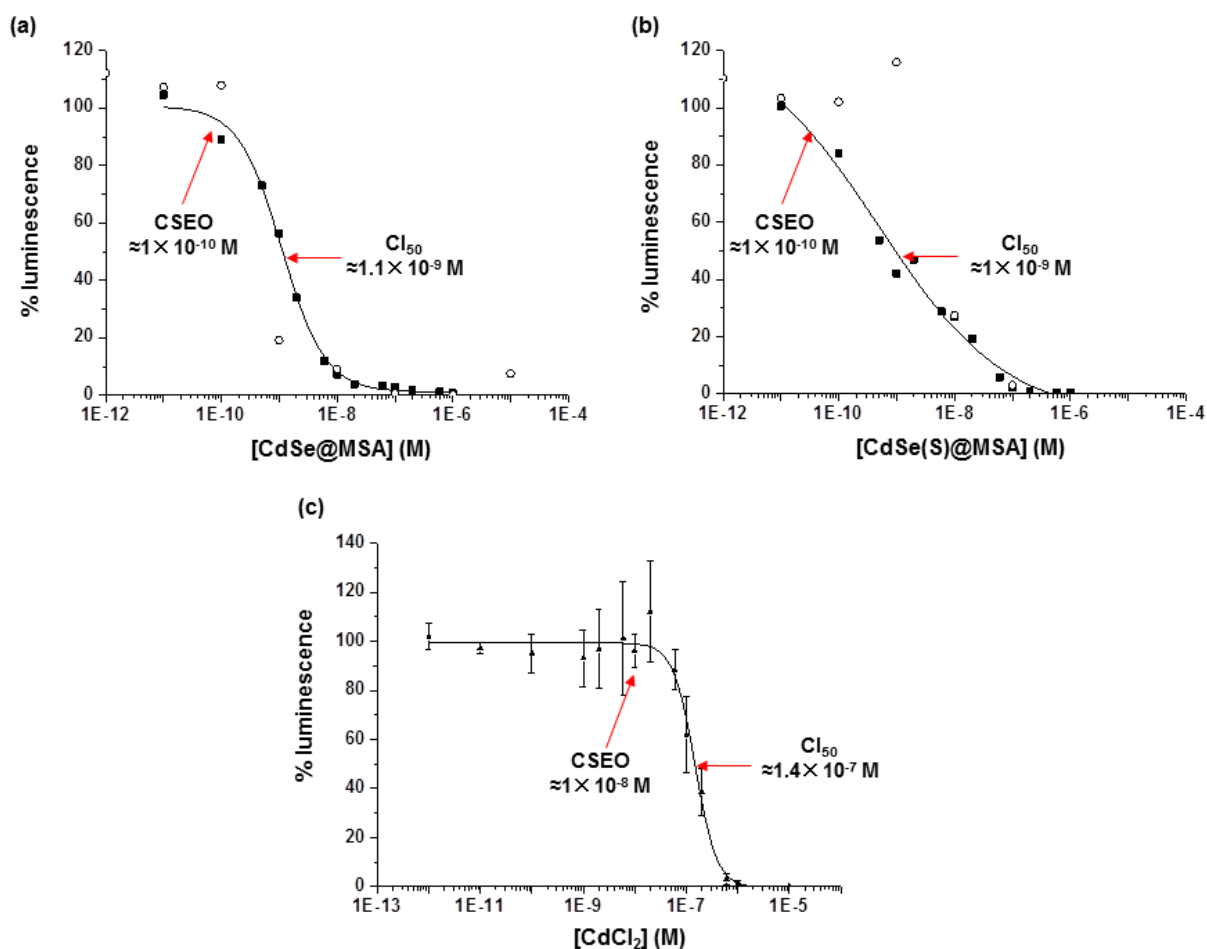 (a)
120
100
80
60
40
20
0
% luminescence
CSEO
≈1×10⁻¹⁰ M
CI₅₀
≈1.1×10⁻⁹ M
1E-12 1E-10 1E-8 1E-6 1E-4
[CdSe@MSA] (M)
(b)
120
100
80
60
40
20
0
% luminescence
CSEO
≈1×10⁻¹⁰ M
CI₅₀
≈1×10⁻⁹ M
1E-12 1E-10 1E-8 1E-6 1E-4
[CdSe(S)@MSA] (M)
(c)
140
120
100
80
60
40
20
0
% luminescence
CSEO
≈1×10⁻⁸ M
CI₅₀
≈1.4×10⁻⁷ M
1E-13 1E-11 1E-9 1E-7 1E-5
[CdCl₂] (M)